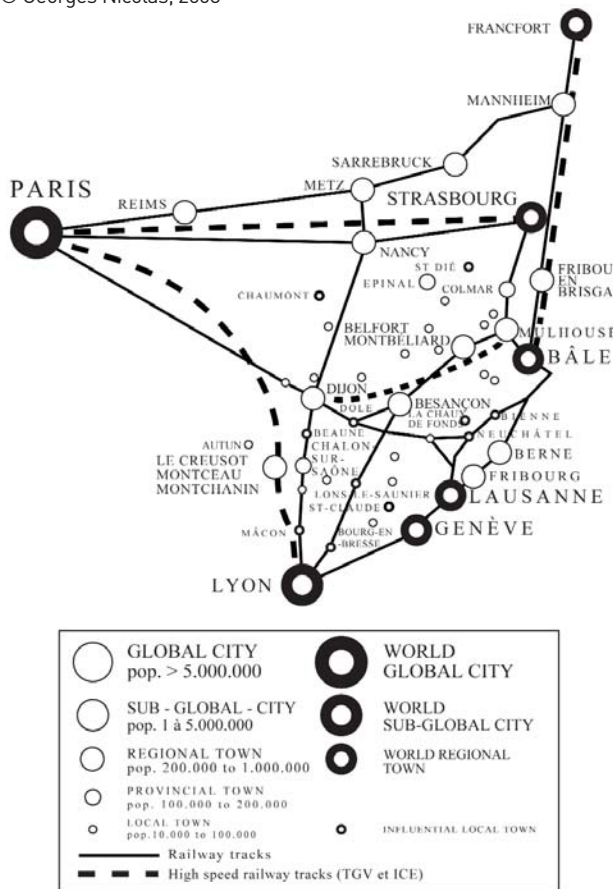 © Georges Nicolas, 2008
FRANCFORT
MANNHEIM
SARREBRUCK
METZ
PARIS
REIMS
STRASBOURG
NANCY
ST DIÉ
EPINAL
COLMAR
FRIBOU
EN
BRISGA
CHAUMONT
BELFORT
MONTBÉLIARD
MULHOUSE
BÂLE
DIJON
DOLE
BESANÇON
LA CHAUX
DE FONDS
BIENNE
NEUCHÂTEL
BEAUNE
AUTUN
CHALON-
SUR-
SAÔNE
LE CREUSOT
MONTCEAU
MONTCHANIN
BERNE
FRIBOURG
LONS-LE-SAUNIER
LAUSANNE
ST-CLAUDE
GENÈVE
MÂCON
BOURG-EN
-BRESSE
LYON
GLOBAL CITY
pop. > 5.000.000
WORLD
GLOBAL CITY
SUB - GLOBAL - CITY
pop. 1 à 5.000.000
WORLD
SUB-GLOBAL CITY
REGIONAL TOWN
pop. 200.000 to 1.000.000
WORLD REGIONAL
TOWN
PROVINCIAL TOWN
pop. 100.000 to 200.000
LOCAL TOWN
pop.10.000 to 100.000
INFLUENTIAL LOCAL TOWN
Railway tracks
High speed railway tracks (TGV et ICE)